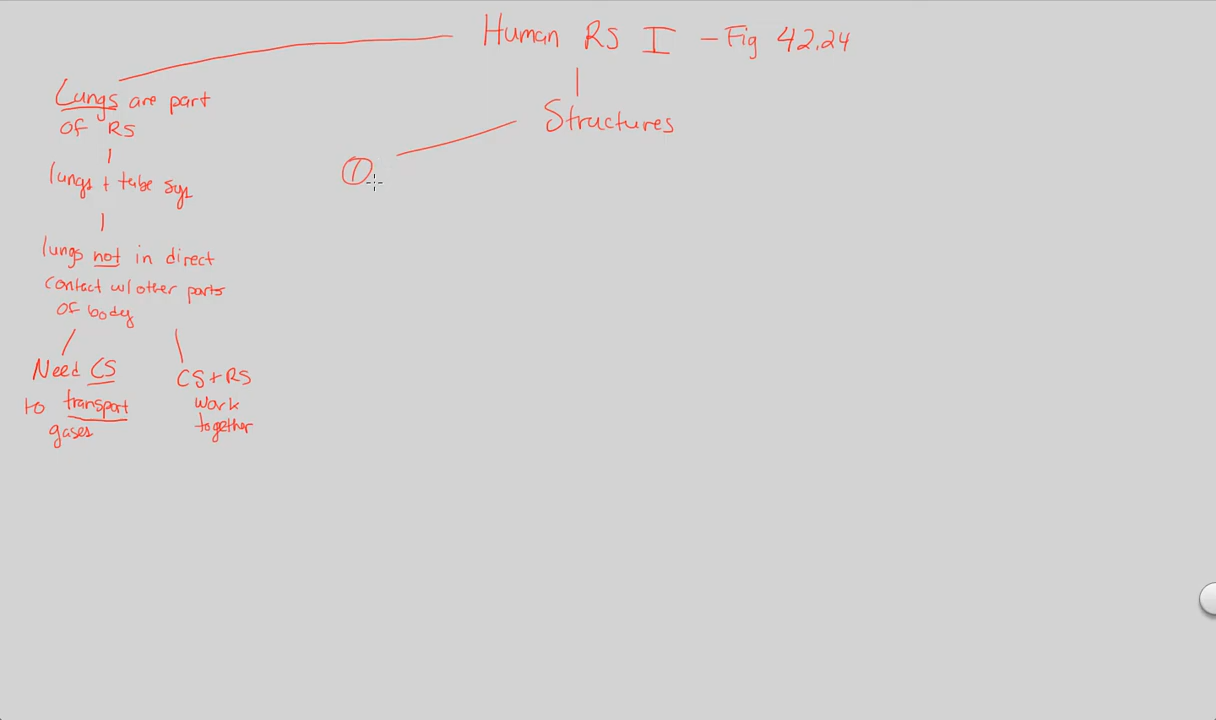 Human RS I - Fig 42.24
Lungs are part
of RS
lungs + tube sys
lungs not in direct
contact w/other parts
of body
Need CS
to transport
gases
CS+RS
work
together
Structures
①